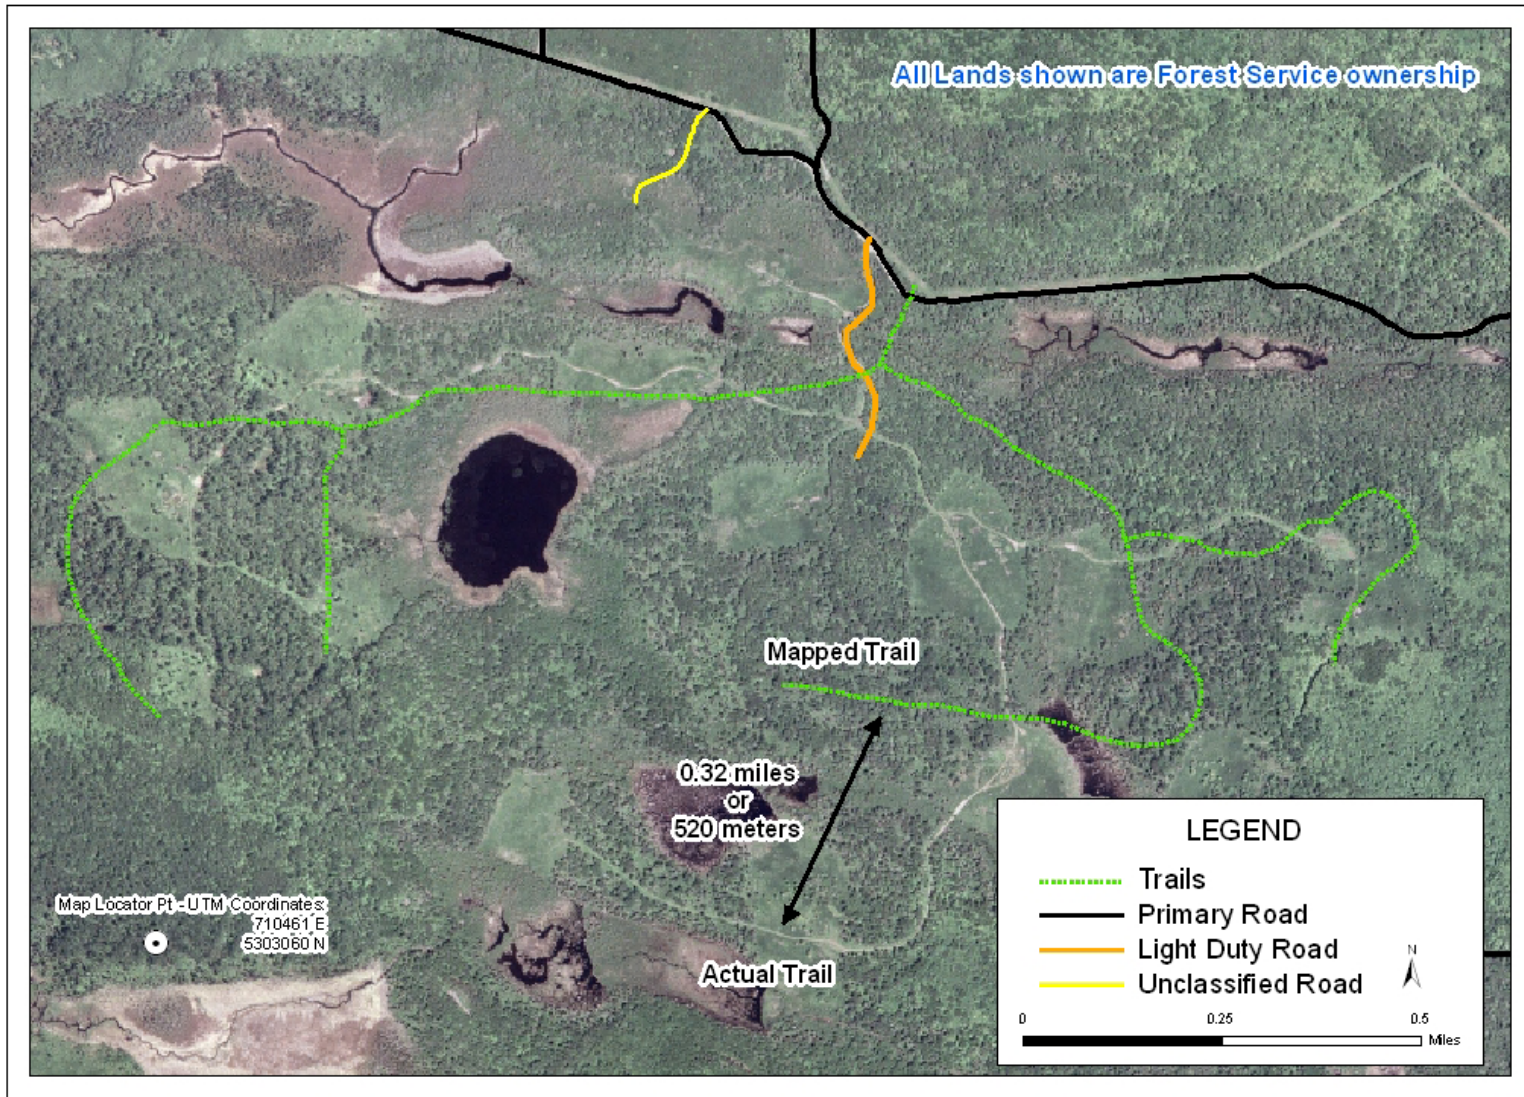 All Lands shown are Forest Service ownership
Mapped Trail
0.32 miles
or
520 meters
Map Locator Pt - UTM Coordinates:
710461 E
5303060 N
Actual Trail
LEGEND
Trails
Primary Road
Light Duty Road
Unclassified Road
N
0 0.25 0.5
Miles